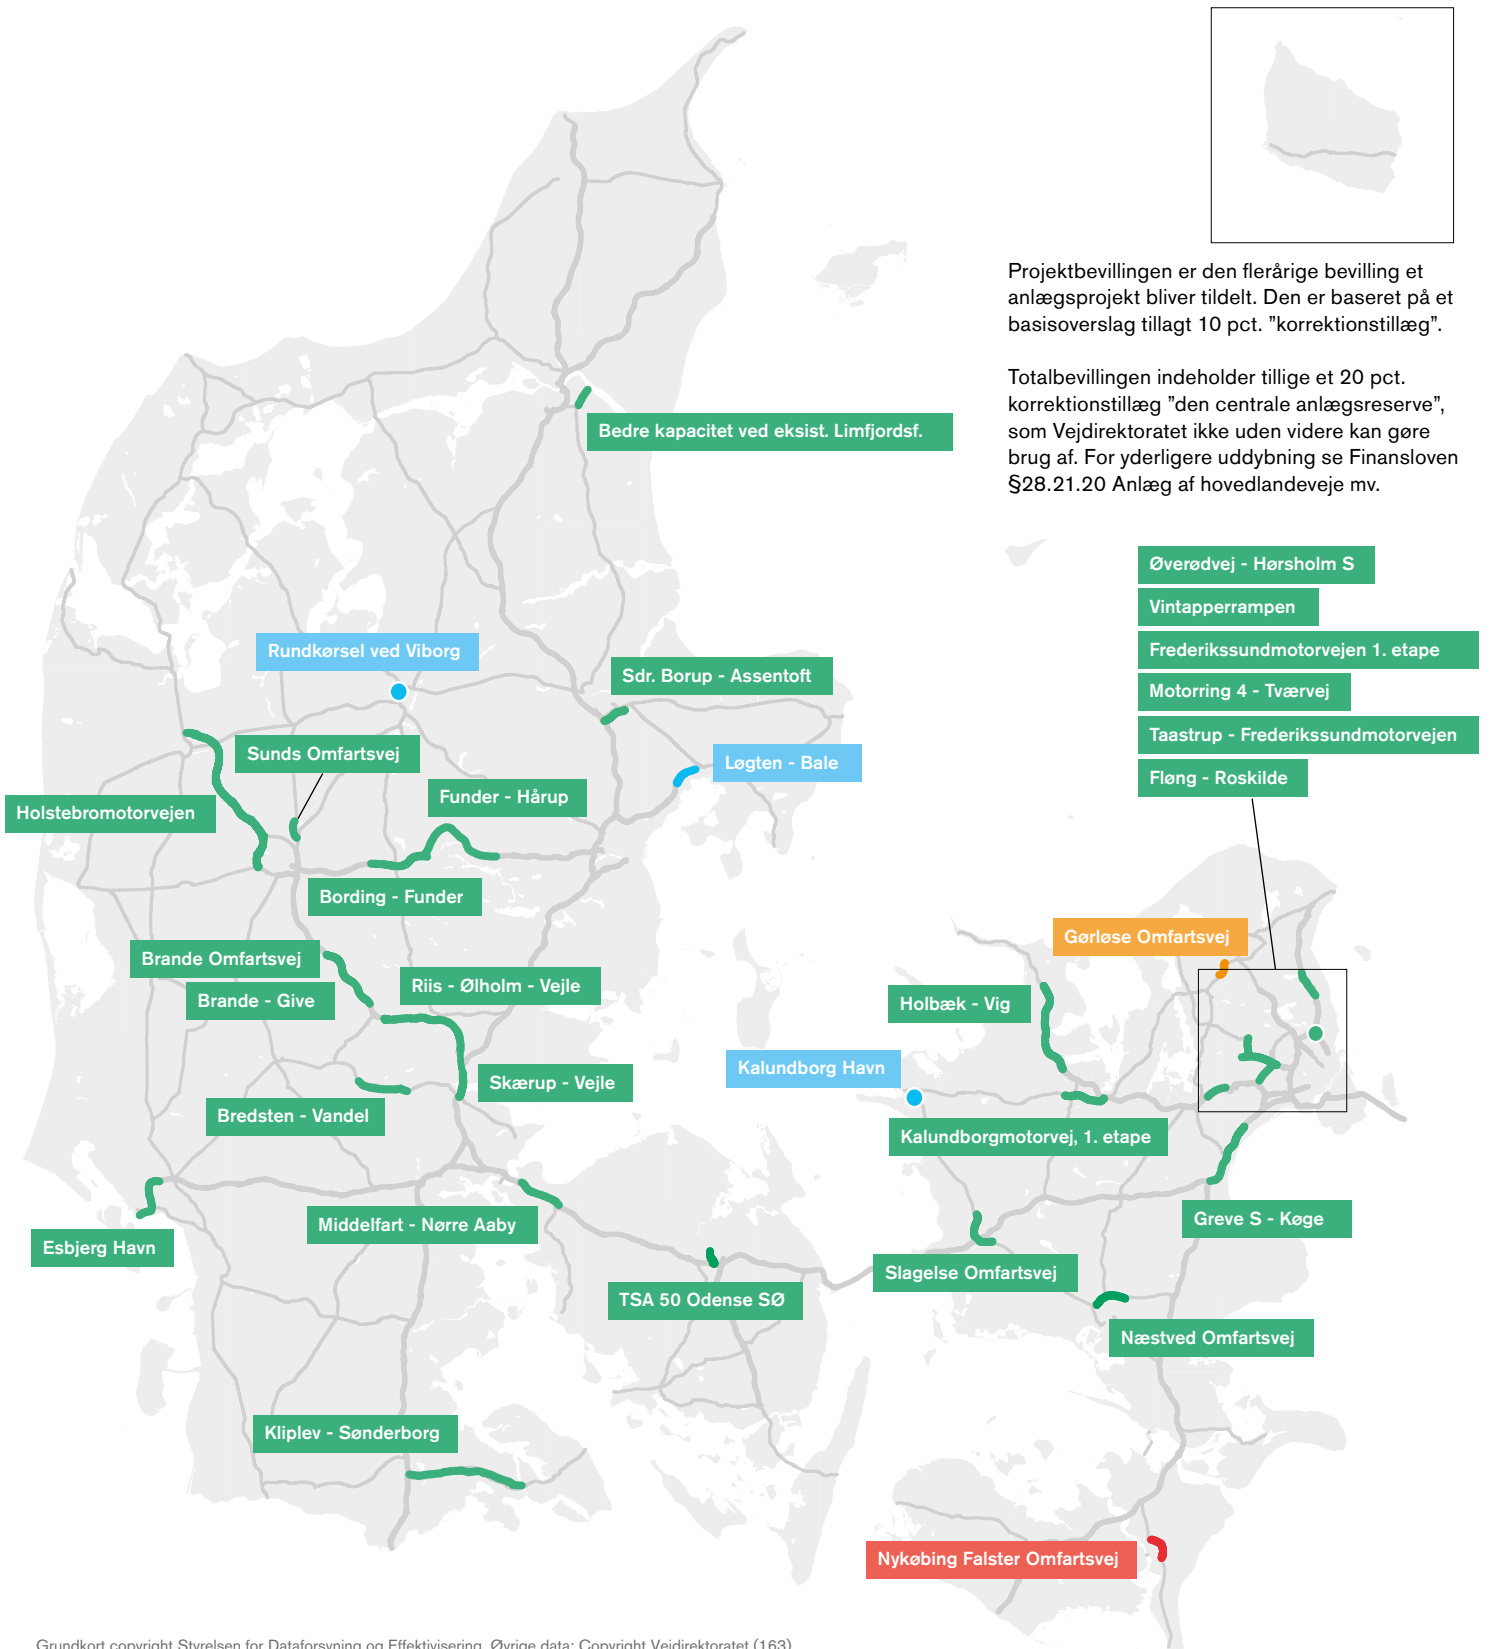 Projektbevillingen er den flerårige bevilling et
anlægsprojekt bliver tildelt. Den er baseret på et
basisoverslag tillagt 10 pct. ”korrektionstillæg”.
Totalbevillingen indeholder tillige et 20 pct.
korrektionstillæg ”den centrale anlægsreserve”,
som Vejdirektoratet ikke uden videre kan gøre
brug af. For yderligere uddybning se Finansloven
§28.21.20 Anlæg af hovedlandeveje mv.
Bedre kapacitet ved eksist. Limfjordsf.
Øverødvej - Hørsholm S
Vintapperrampen
Frederikssundmotorvejen 1. etape
Motorring 4 - Tværvej
Taastrup - Frederikssundmotorvejen
Fløng - Roskilde
Rundkørsel ved Viborg
Sdr. Borup - Assentoft
Sunds Omfartsvej
Løgten - Bale
Funder - Hårup
Holstebromotorvejen
Bording - Funder
Gørløse Omfartsvej
Brande Omfartsvej
Riis - Ølholm - Vejle
Brande - Give
Holbæk - Vig
Kalundborg Havn
Skærup - Vejle
Bredsten - Vandel
Kalundborgmotorvej, 1. etape
Middelfart - Nørre Aaby
Greve S - Køge
Esbjerg Havn
Slagelse Omfartsvej
TSA 50 Odense SØ
Næstved Omfartsvej
Kliplev - Sønderborg
Nykøbing Falster Omfartsvej
Grundkort copyright Styrelsen for Dataforsyning og Effektivisering. Øvrige data: Copyright Vejdirektoratet (163)